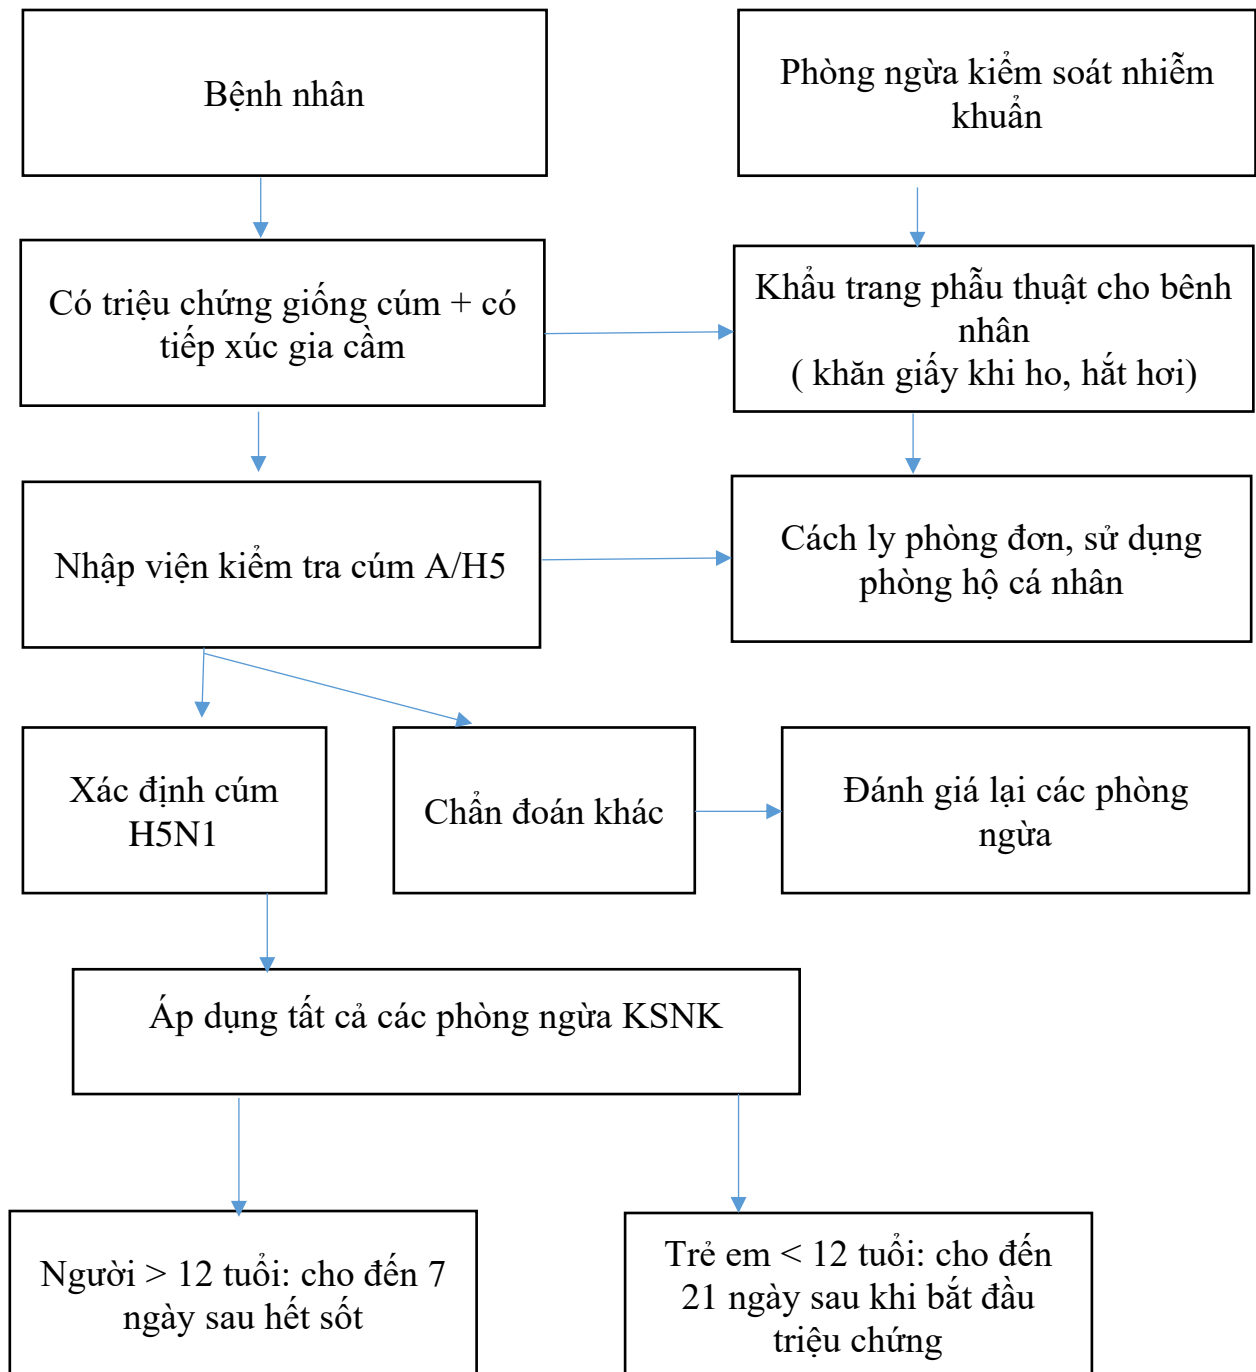 Bệnh nhân
Phòng ngừa kiểm soát nhiễm
khuẩn
Có triệu chứng giống cúm + có
tiếp xúc gia cầm
Khẩu trang phẫu thuật cho bênh
nhân
( khăn giấy khi ho, hắt hơi)
Nhập viện kiểm tra cúm A/H5
Cách ly phòng đơn, sử dụng
phòng hộ cá nhân
Xác định cúm
H5N1
Chẩn đoán khác
Đánh giá lại các phòng
ngừa
Áp dụng tất cả các phòng ngừa KSNK
Người > 12 tuổi: cho đến 7
ngày sau hết sốt
Trẻ em < 12 tuổi: cho đến
21 ngày sau khi bắt đầu
triệu chứng